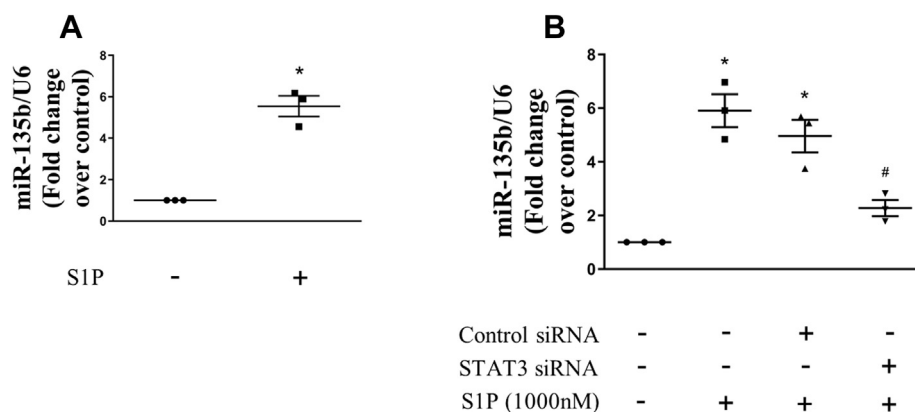 A
miR-135b/U6
(Fold change
over control)
8
6
4
2
0
*
S1P - +
B
miR-135b/U6
(Fold change
over control)
8
6
4
2
0
*
*
#
Control siRNA - - + -
STAT3 siRNA - - - +
S1P (1000nM) - + + +